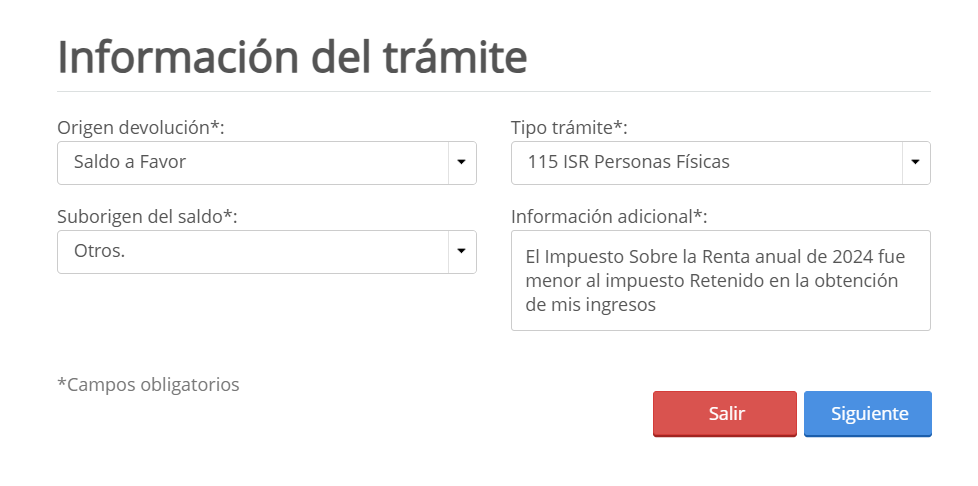 Información del trámite
Origen devolución*:
Saldo a Favor
Tipo trámite*:
115 ISR Personas Físicas
Suborigen del saldo*:
Otros.
Información adicional*:
El Impuesto Sobre la Renta anual de 2024 fue
menor al impuesto Retenido en la obtención
de mis ingresos
*Campos obligatorios
Salir
Siguiente